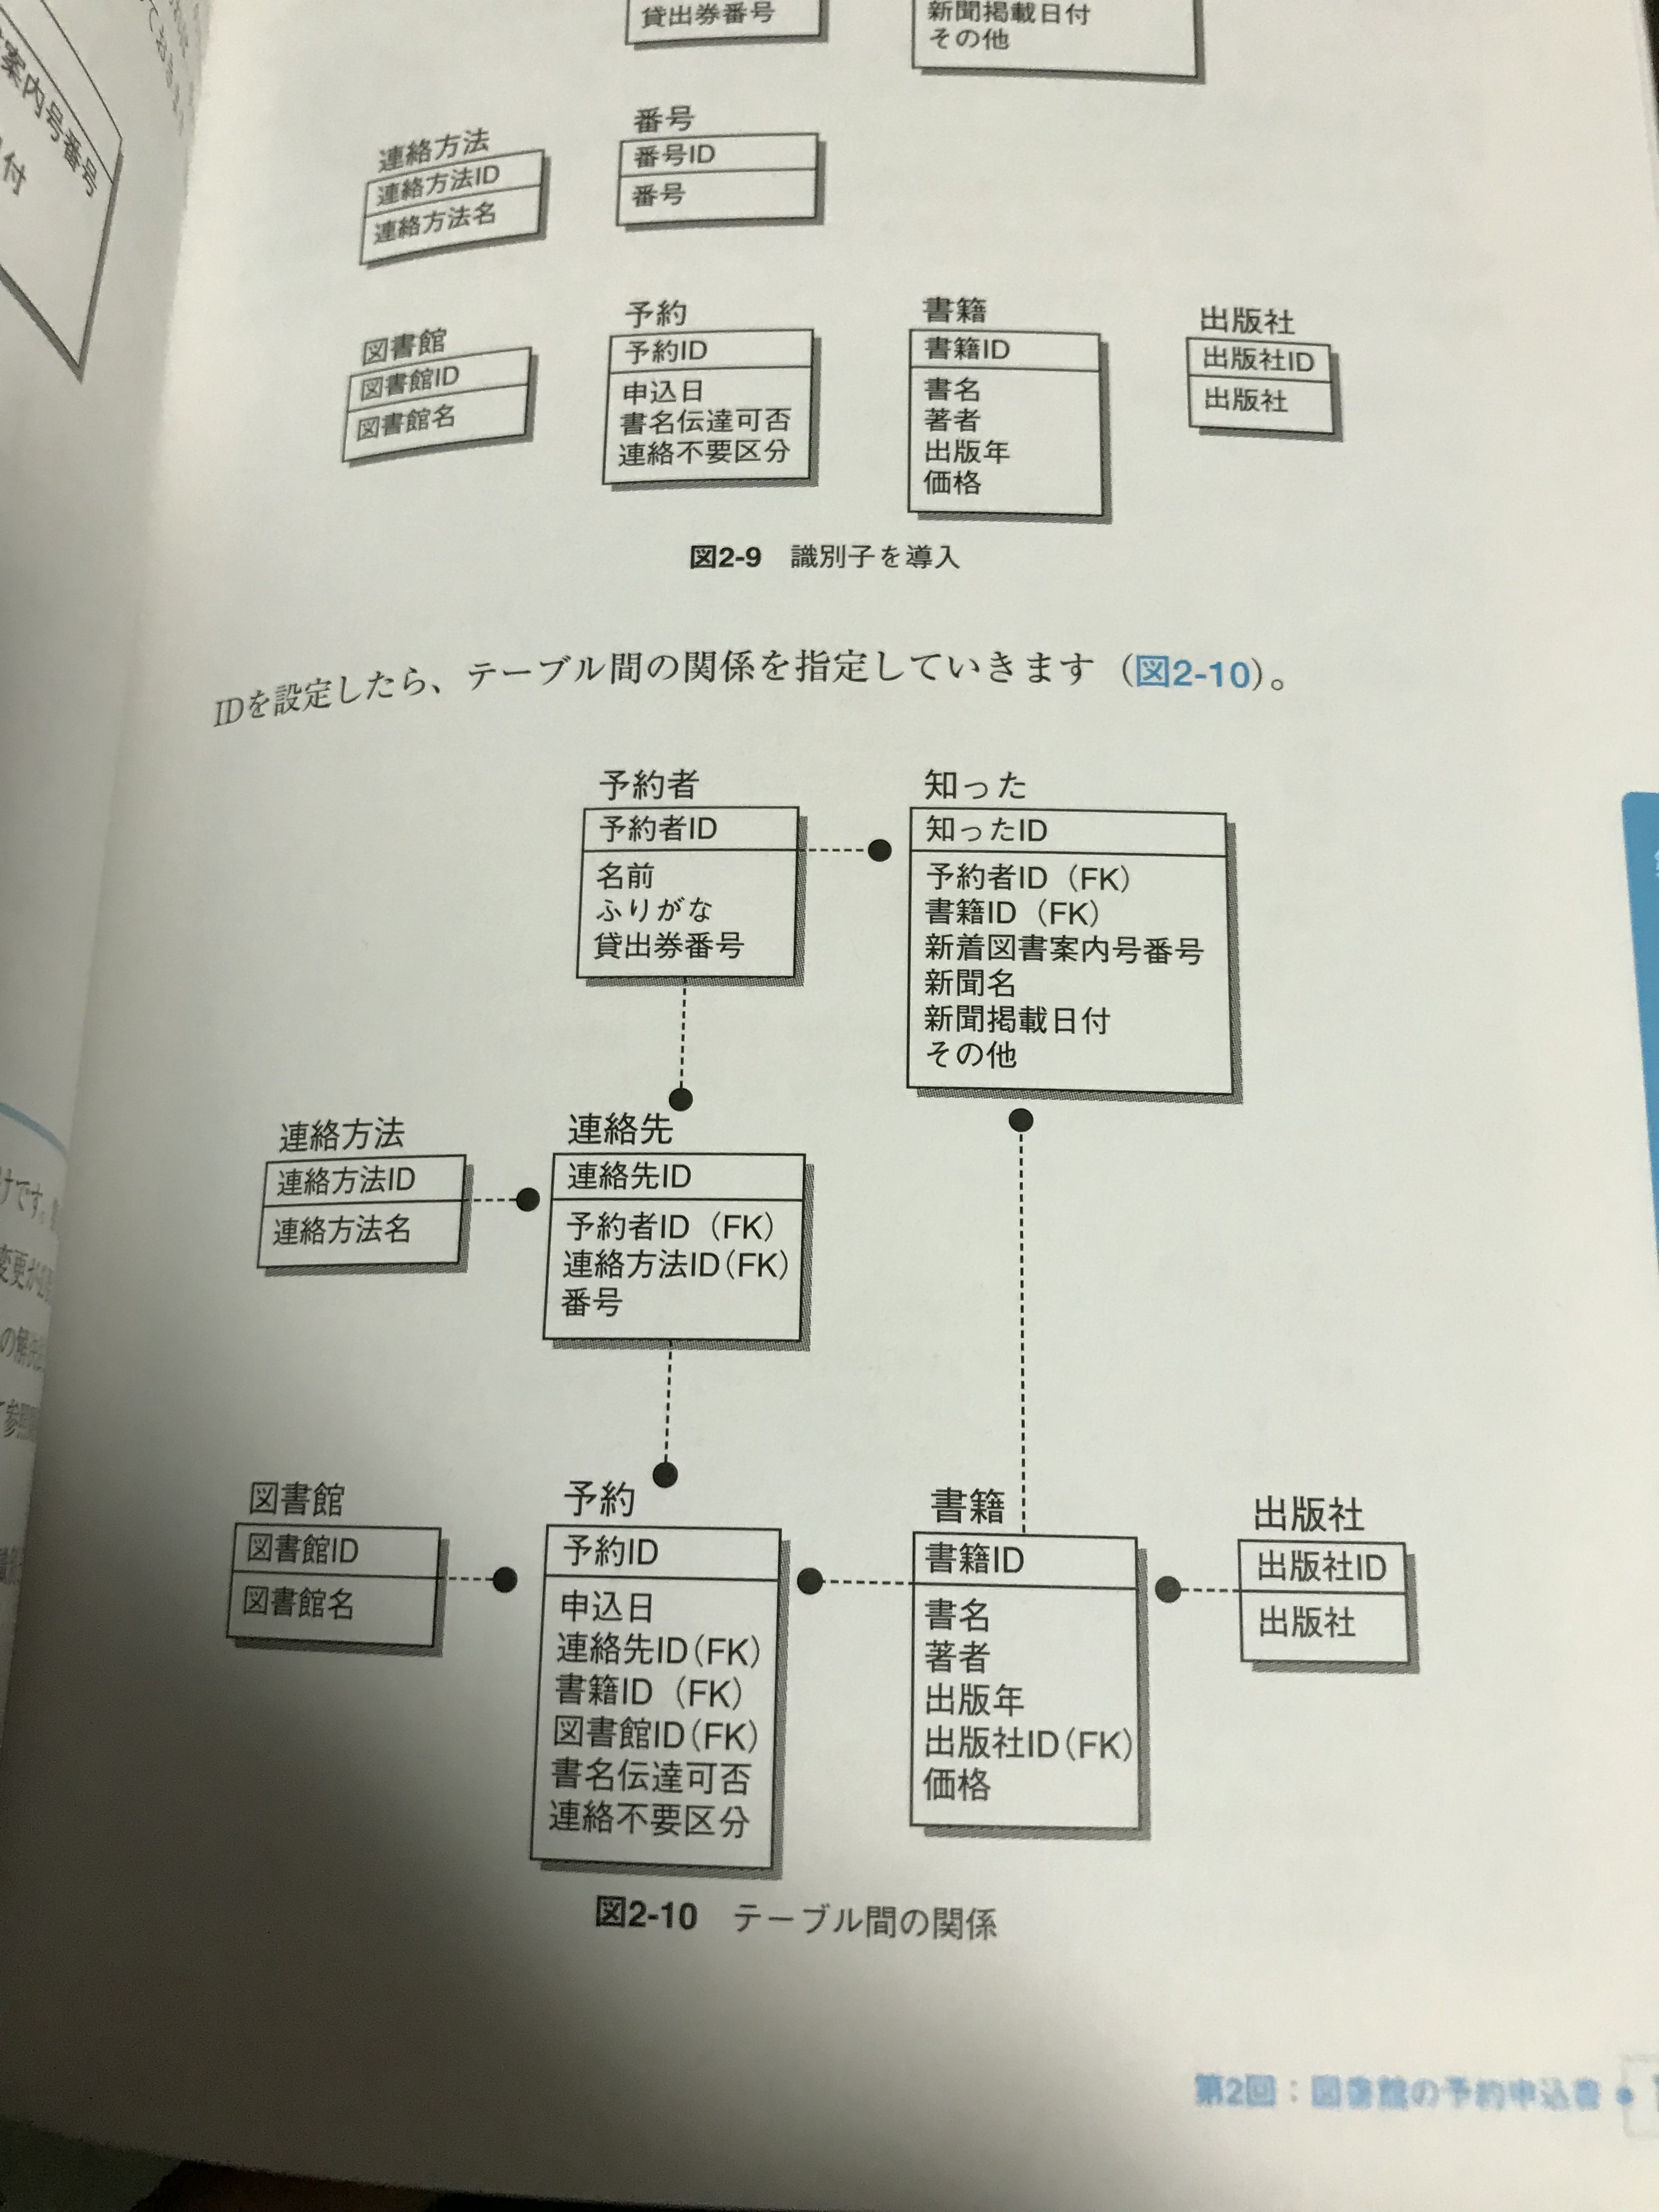 案内号番号
付
貸出券番号
新聞掲載日付
その他
連絡方法
連絡方法ID
連絡方法名
番号
番号ID
番号
図書館
図書館ID
図書館名
予約
予約ID
申込日
書名伝達可否
連絡不要区分
書籍
書籍ID
書名
著者
出版年
価格
出版社
出版社ID
出版社
図2-9 識別子を導入
IDを設定したら、テーブル間の関係を指定していきます（図2-10）。
予約者
予約者ID
名前
ふりがな
貸出券番号
知った
知ったID
予約者ID（FK）
書籍ID（FK）
新着図書案内号番号
新聞名
新聞掲載日付
その他
連絡方法
連絡方法ID
連絡方法名
連絡先
連絡先ID
予約者ID（FK）
連絡方法ID(FK)
番号
図書館
図書館ID
図書館名
予約
予約ID
申込日
連絡先ID(FK)
書籍ID（FK）
図書館ID(FK)
書名伝達可否
連絡不要区分
書籍
書籍ID
書名
著者
出版年
出版社ID(FK)
価格
出版社
出版社ID
出版社
図2-10 テーブル間の関係
第2回：図書館の予約申込書